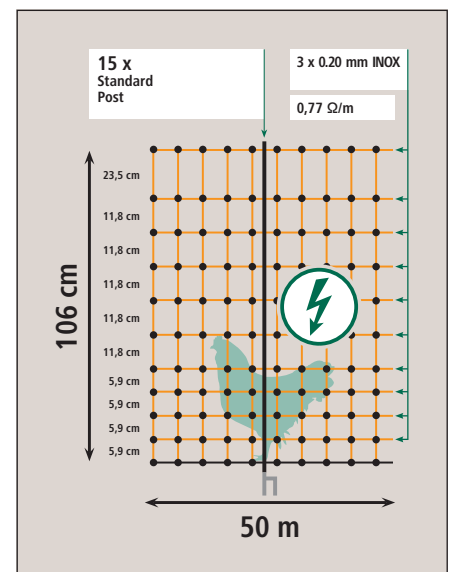 15 x
Standard
Post
3 x 0.20 mm INOX
0,77 Ω/m
23,5 cm
11,8 cm
11,8 cm
11,8 cm
11,8 cm
11,8 cm
5,9 cm
5,9 cm
5,9 cm
5,9 cm
106 cm
50 m